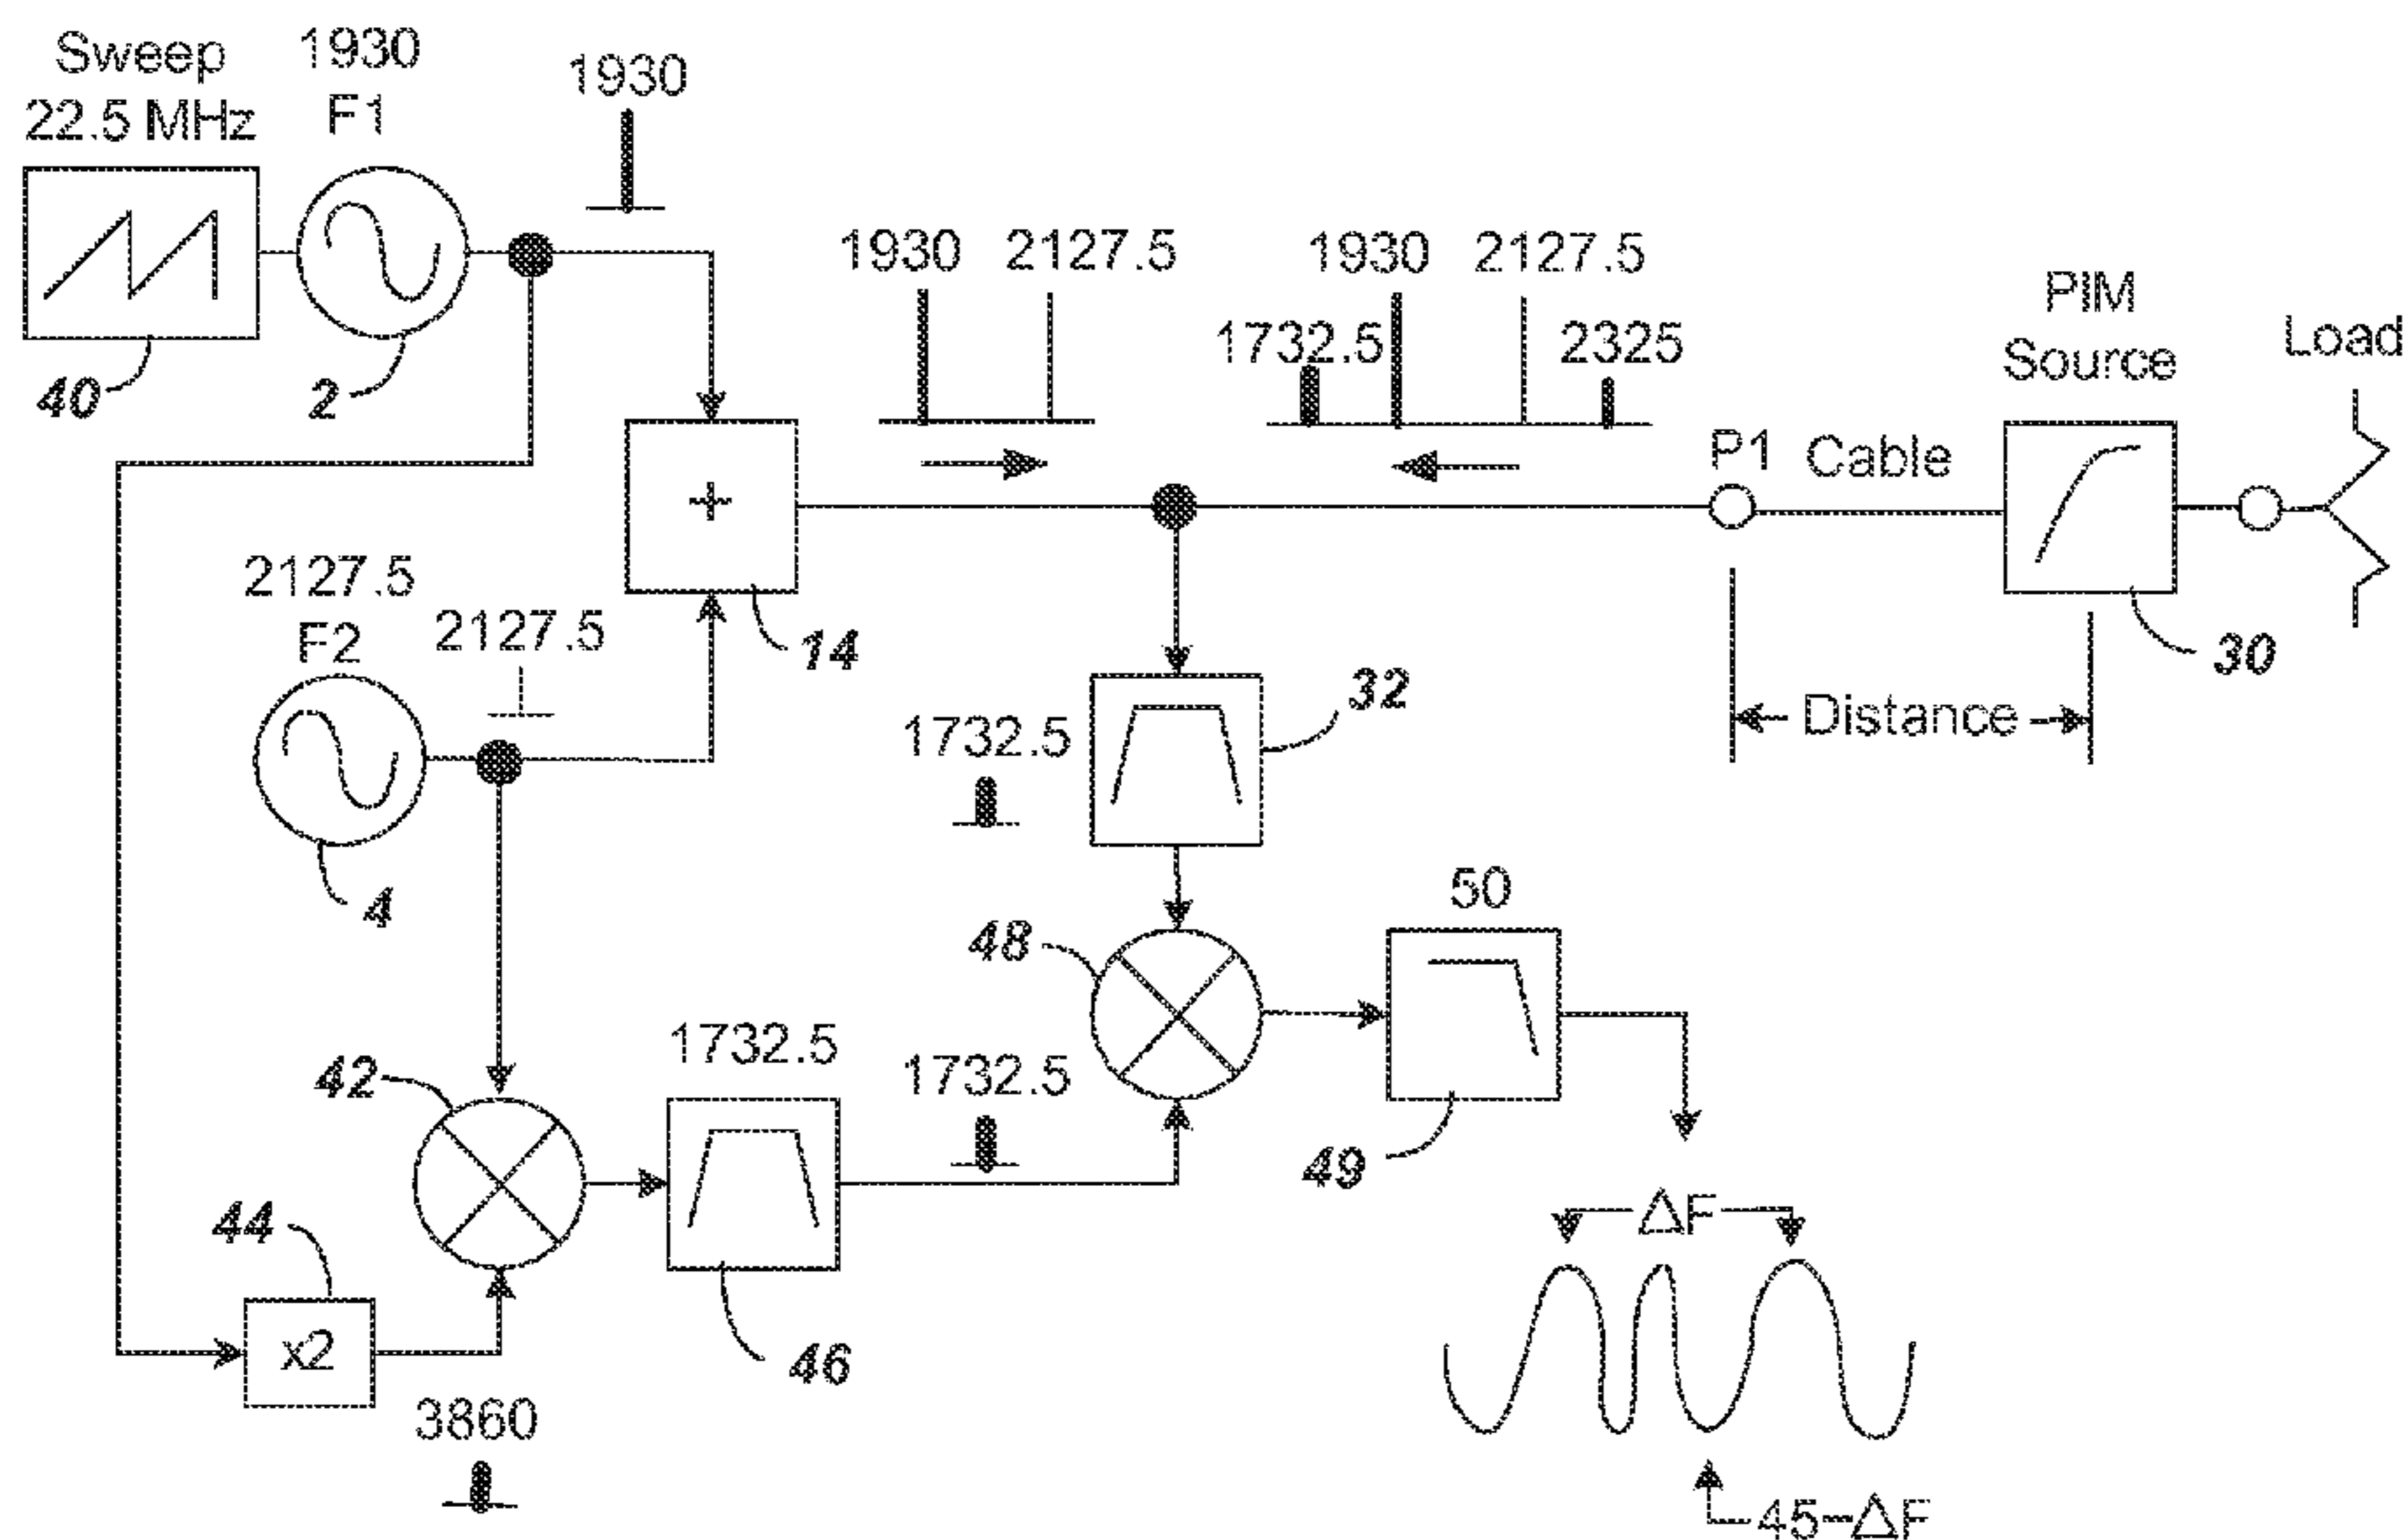 Sweep
22.5 MHz
1930
F1
1930
40
2
1930
2127.5
1930
2127.5
1732.5
2325
PIM
Source
Load
+
P1
Cable
14
30
2127.5
F2
2127.5
Distance
32
1732.5
4
50
48
42
1732.5
1732.5
49
44
x2
46
3860
ΔF
45-ΔF